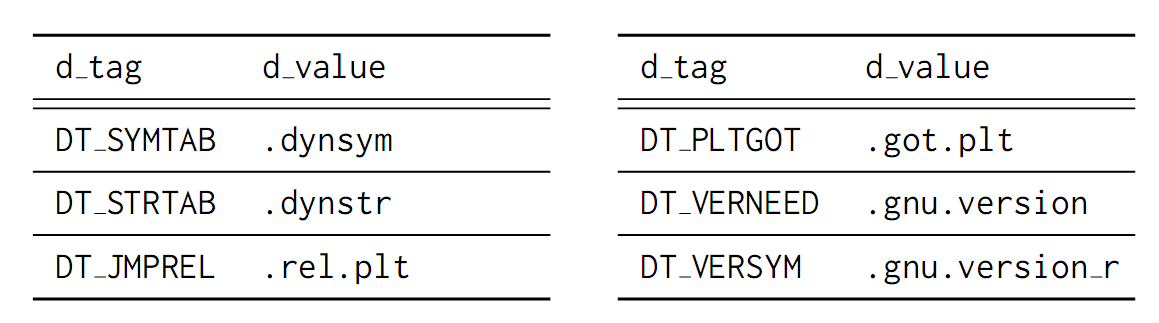 d_tag d_value
DT_SYMTAB .dynsym
DT_STRTAB .dynstr
DT_JMPREL .rel.plt
d_tag d_value
DT_PLTGOT .got.plt
DT_VERNEED .gnu.version
DT_VERSYM .gnu.version_r